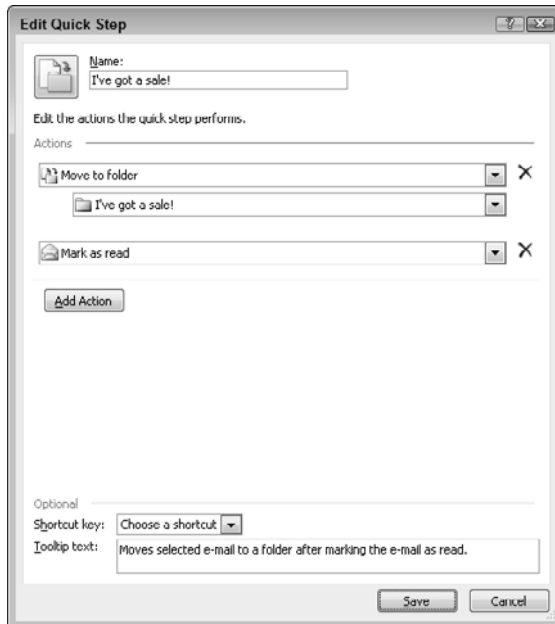 Edit Quick Step
Name:
I've got a sale!
Edit the actions the quick step performs.
Actions
Move to folder
I've got a sale!
Mark as read
Add Action
Optional
Shortcut key: Choose a shortcut
Tooltip text: Moves selected e-mail to a folder after marking the e-mail as read.
Save Cancel